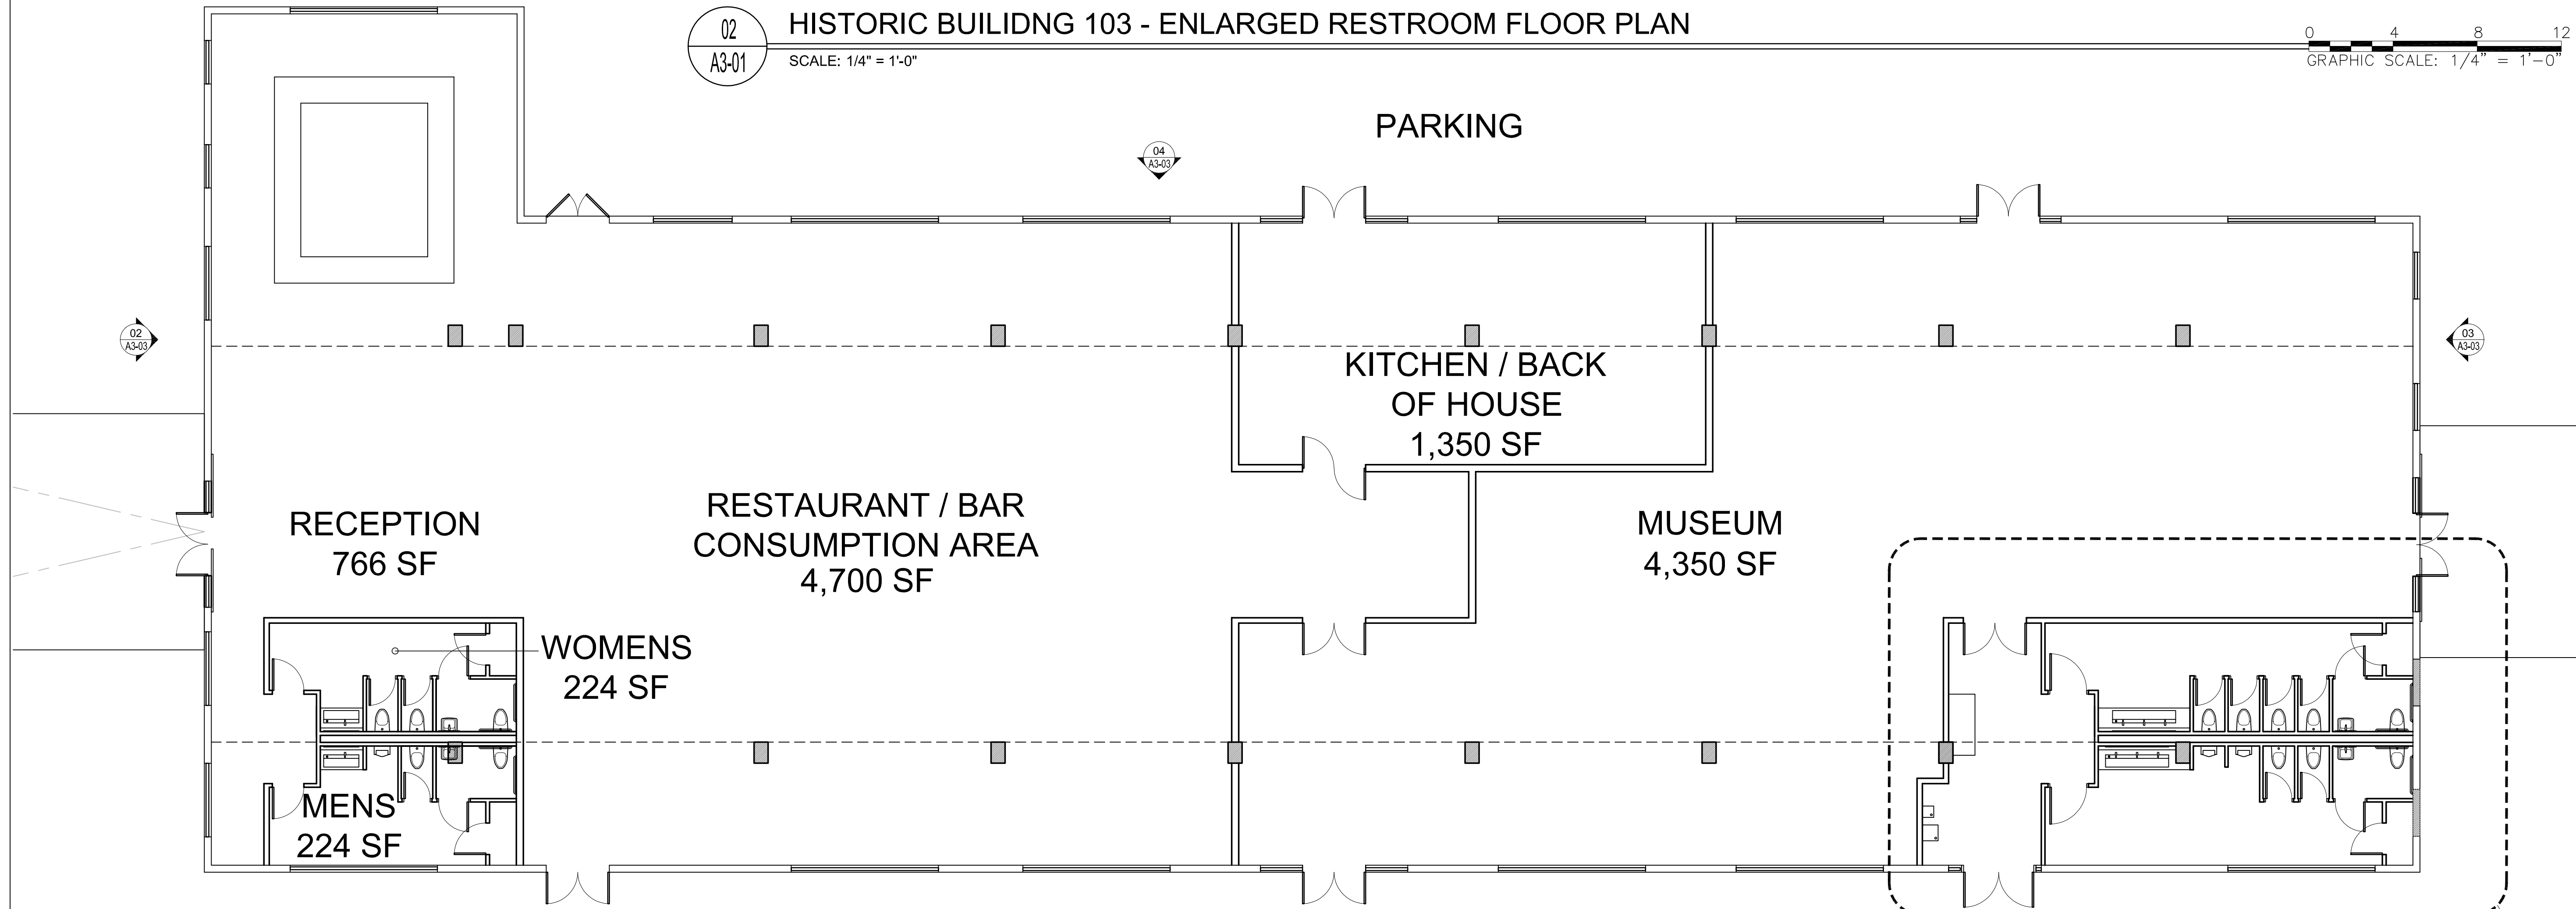 02
A3-01
HISTORIC BUILIDNG 103 - ENLARGED RESTROOM FLOOR PLAN
SCALE: 1/4" = 1'-0"
0 4 8 12
GRAPHIC SCALE: 1/4" = 1'-0"
PARKING
04
A3-03
02
A3-03
03
A3-03
KITCHEN / BACK
OF HOUSE
1,350 SF
RECEPTION
766 SF
RESTAURANT / BAR
CONSUMPTION AREA
4,700 SF
MUSEUM
4,350 SF
WOMENS
224 SF
MENS
224 SF